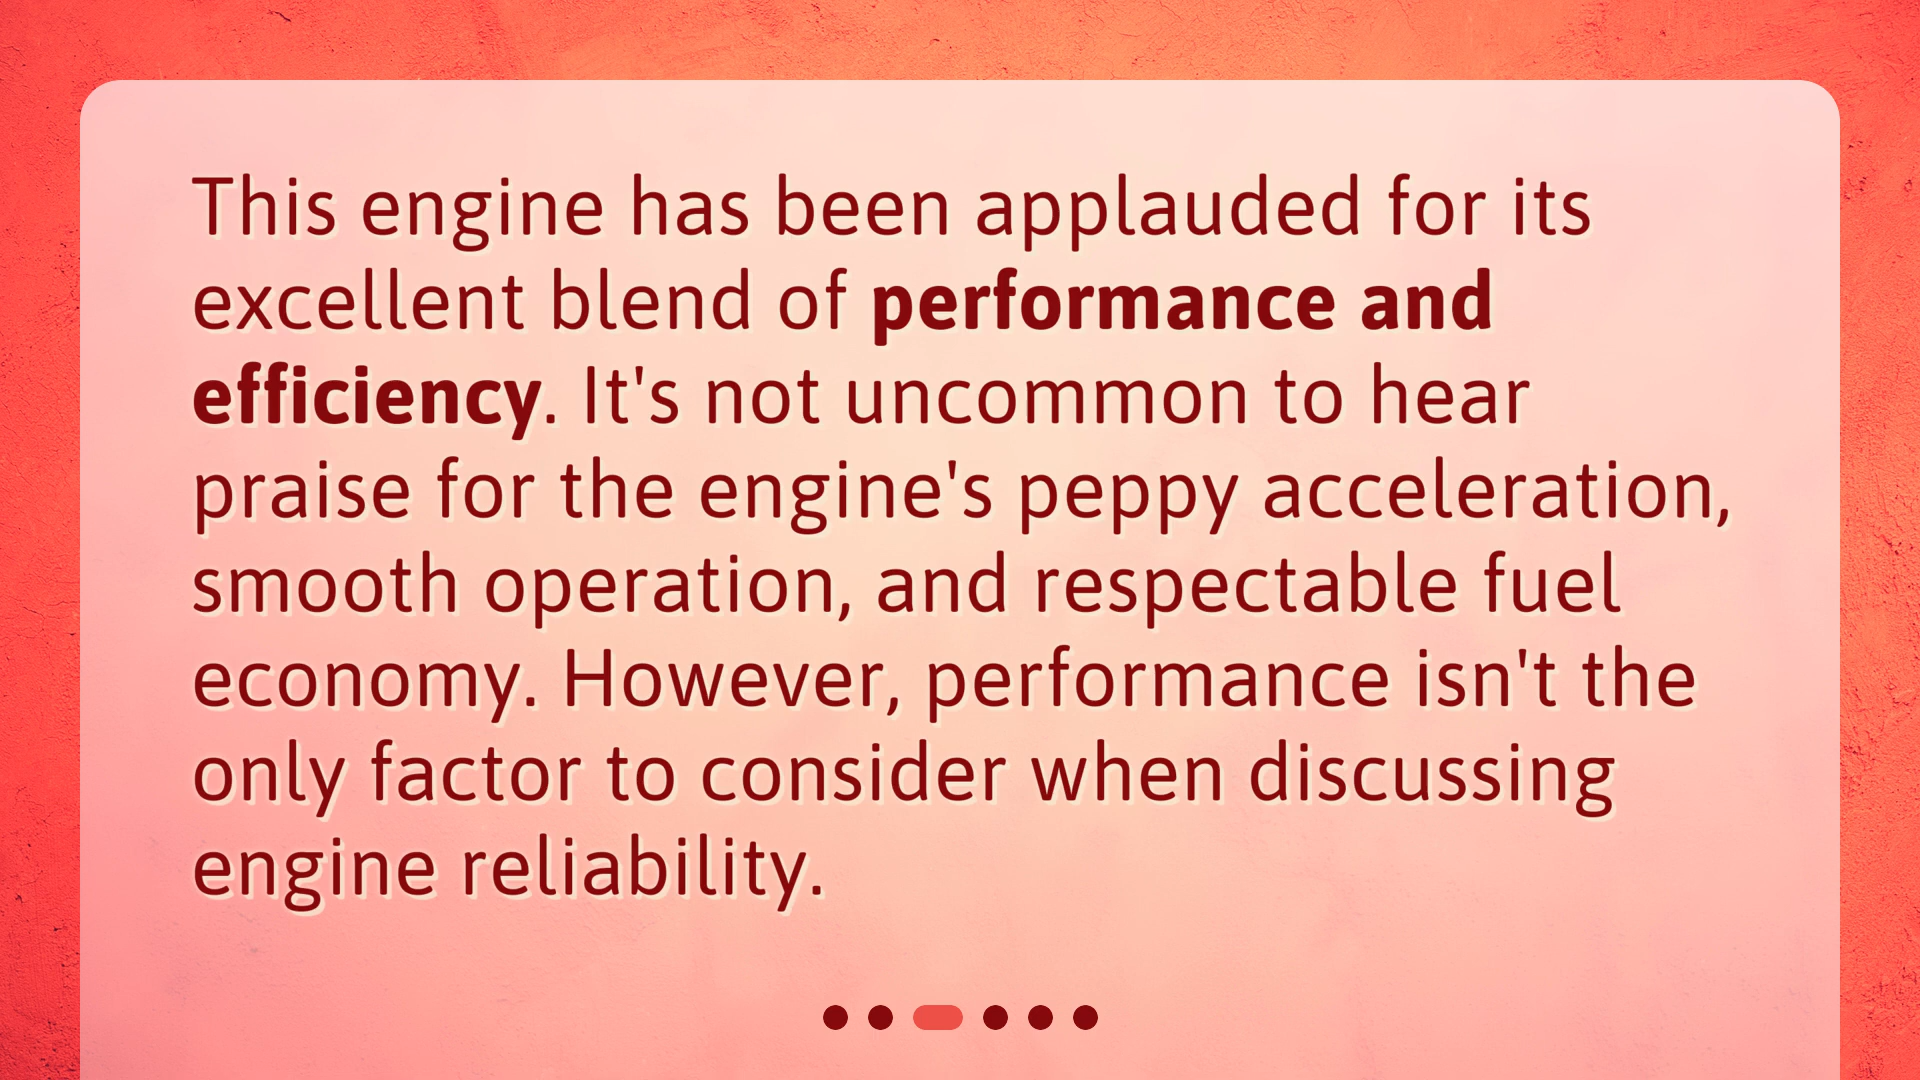 This engine has been applauded for its
excellent blend of performance and
efficiency. It's not uncommon to hear
praise for the engine's peppy acceleration,
smooth operation, and respectable fuel
economy. However, performance isn't the
only factor to consider when discussing
engine reliability.